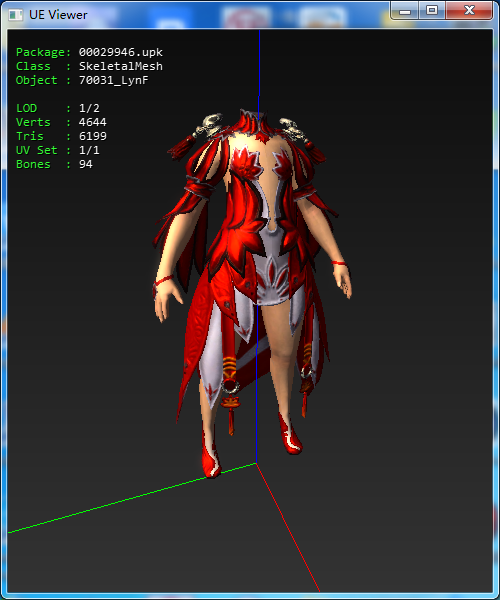 UE Viewer
Package: 00029946.upk
Class : SkeletalMesh
Object : 70031_LynF
LOD : 1/2
Verts : 4644
Tris : 6199
UV Set : 1/1
Bones : 94